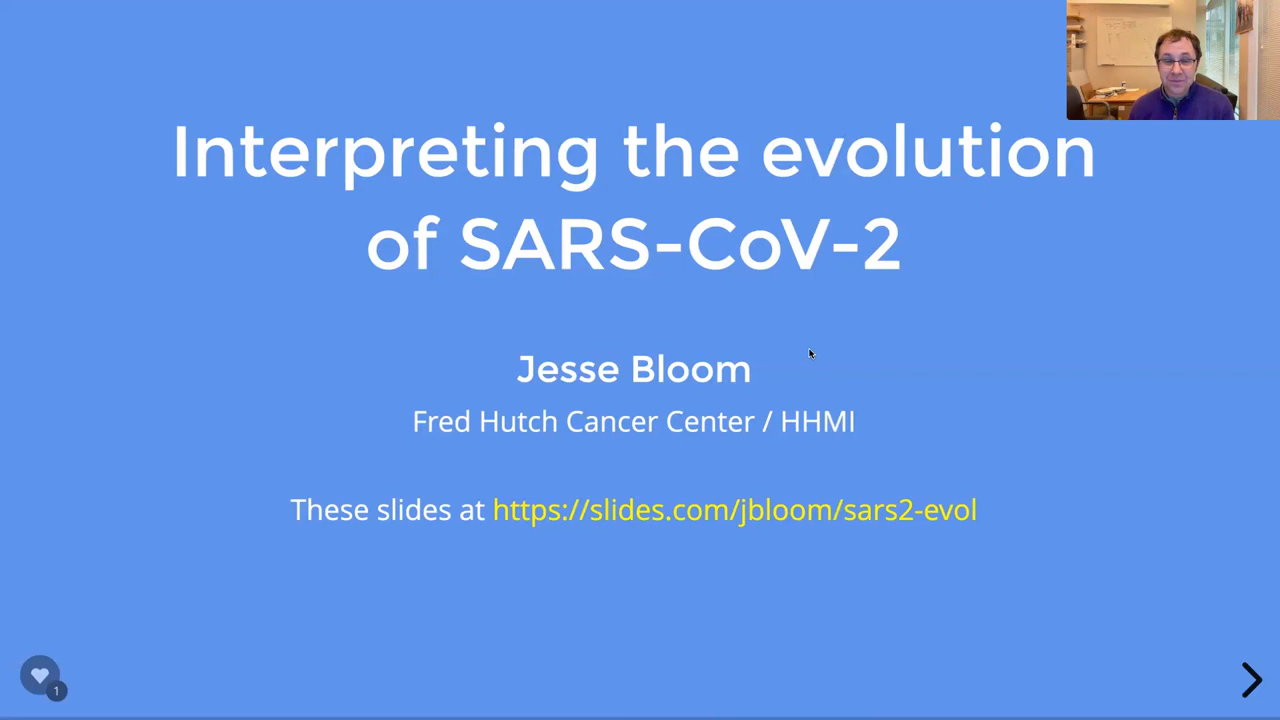 Interpreting the evolution
of SARS-CoV-2
Jesse Bloom
Fred Hutch Cancer Center / HHMI
These slides at https://slides.com/jbloom/sars2-evol
1